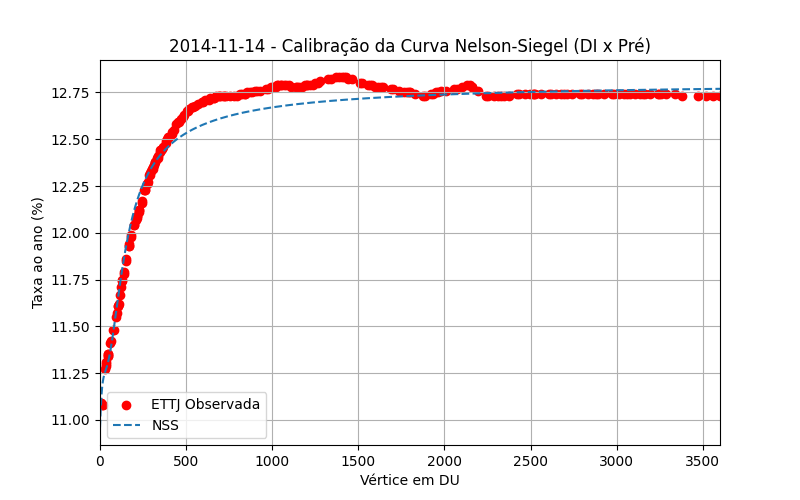 2014-11-14 - Calibração da Curva Nelson-Siegel (DI x Pré)
Taxa ao ano (%)
12.75
12.50
12.25
12.00
11.75
11.50
11.25
11.00
ETTJ Observada
NSS
0 500 1000 1500 2000 2500 3000 3500
Vértice em DU